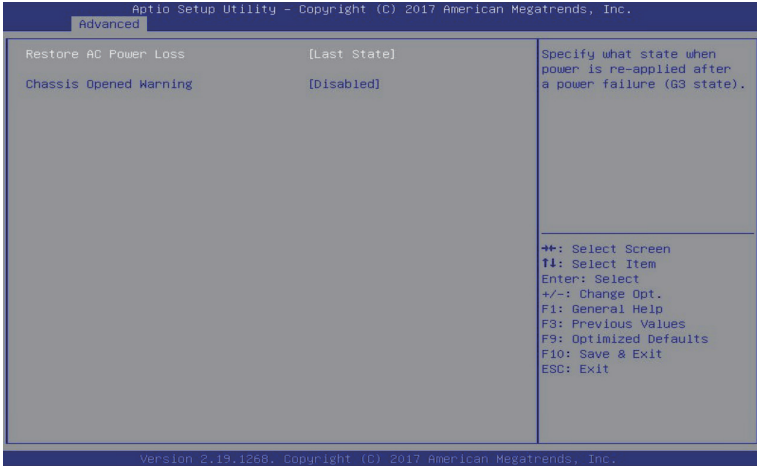 Aptio Setup Utility – Copyright (C) 2017 American Megatrends, Inc.
Advanced
Restore AC Power Loss [Last State]
Chassis Opened Warning [Disabled]
Specify what state when
power is re-applied after
a power failure (G3 state).
→←: Select Screen
↑↓: Select Item
Enter: Select
+/-: Change Opt.
F1: General Help
F3: Previous Values
F9: Optimized Defaults
F10: Save & Exit
ESC: Exit
Version 2.19.1268. Copyright (C) 2017 American Megatrends, Inc.